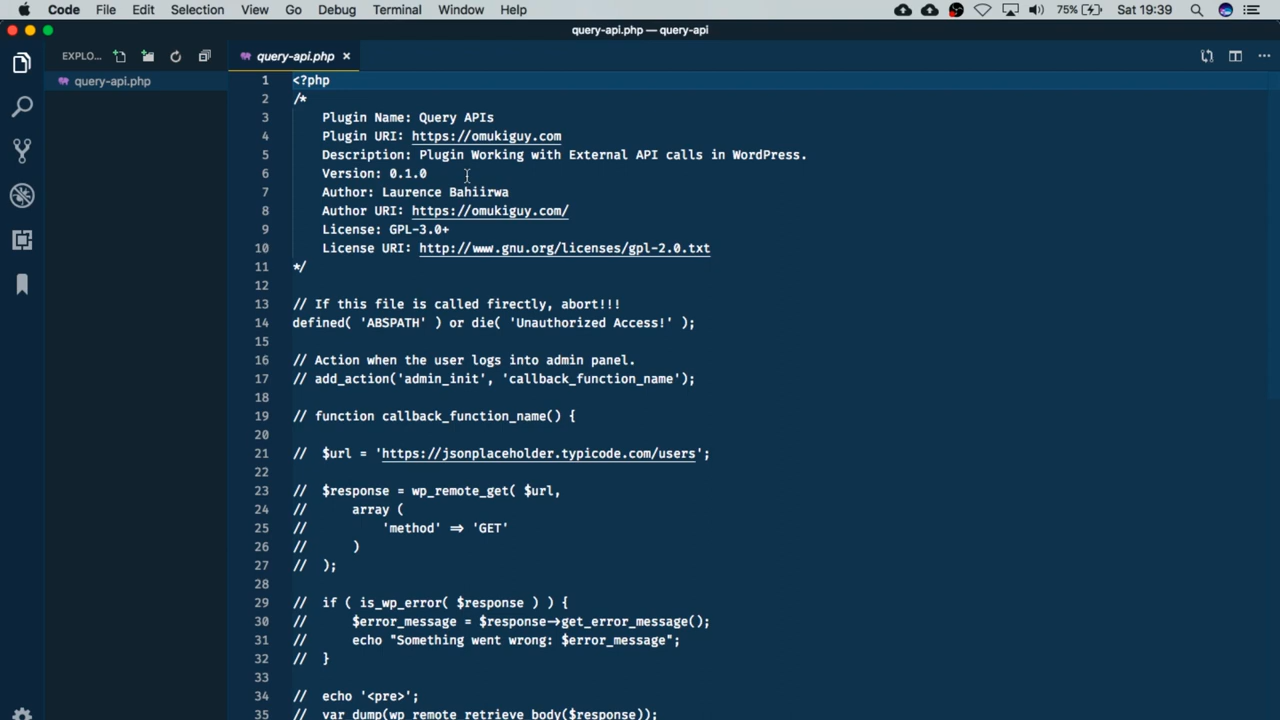 Code File Edit Selection View Go Debug Terminal Window Help 75% Sat 19:39
query-api.php — query-api
EXPLO... query-api.php
query-api.php
1 <?php
2 /*
3 Plugin Name: Query APIs
4 Plugin URI: https://omukiguy.com
5 Description: Plugin Working with External API calls in WordPress.
6 Version: 0.1.0
7 Author: Laurence Bahiirwa
8 Author URI: https://omukiguy.com/
9 License: GPL-3.0+
10 License URI: http://www.gnu.org/licenses/gpl-2.0.txt
11 */
12
13 // If this file is called firectly, abort!!!
14 defined( 'ABSPATH' ) or die( 'Unauthorized Access!' );
15
16 // Action when the user logs into admin panel.
17 // add_action('admin_init', 'callback_function_name');
18
19 // function callback_function_name() {
20
21 // $url = 'https://jsonplaceholder.typicode.com/users';
22
23 // $response = wp_remote_get( $url,
24 // array (
25 // 'method' => 'GET'
26 // )
27 // );
28
29 // if ( is_wp_error( $response ) ) {
30 // $error_message = $response->get_error_message();
31 // echo "Something went wrong: $error_message";
32 // }
33
34 // echo '<pre>';
35 // var_dump(wp_remote_retrieve_body($response));